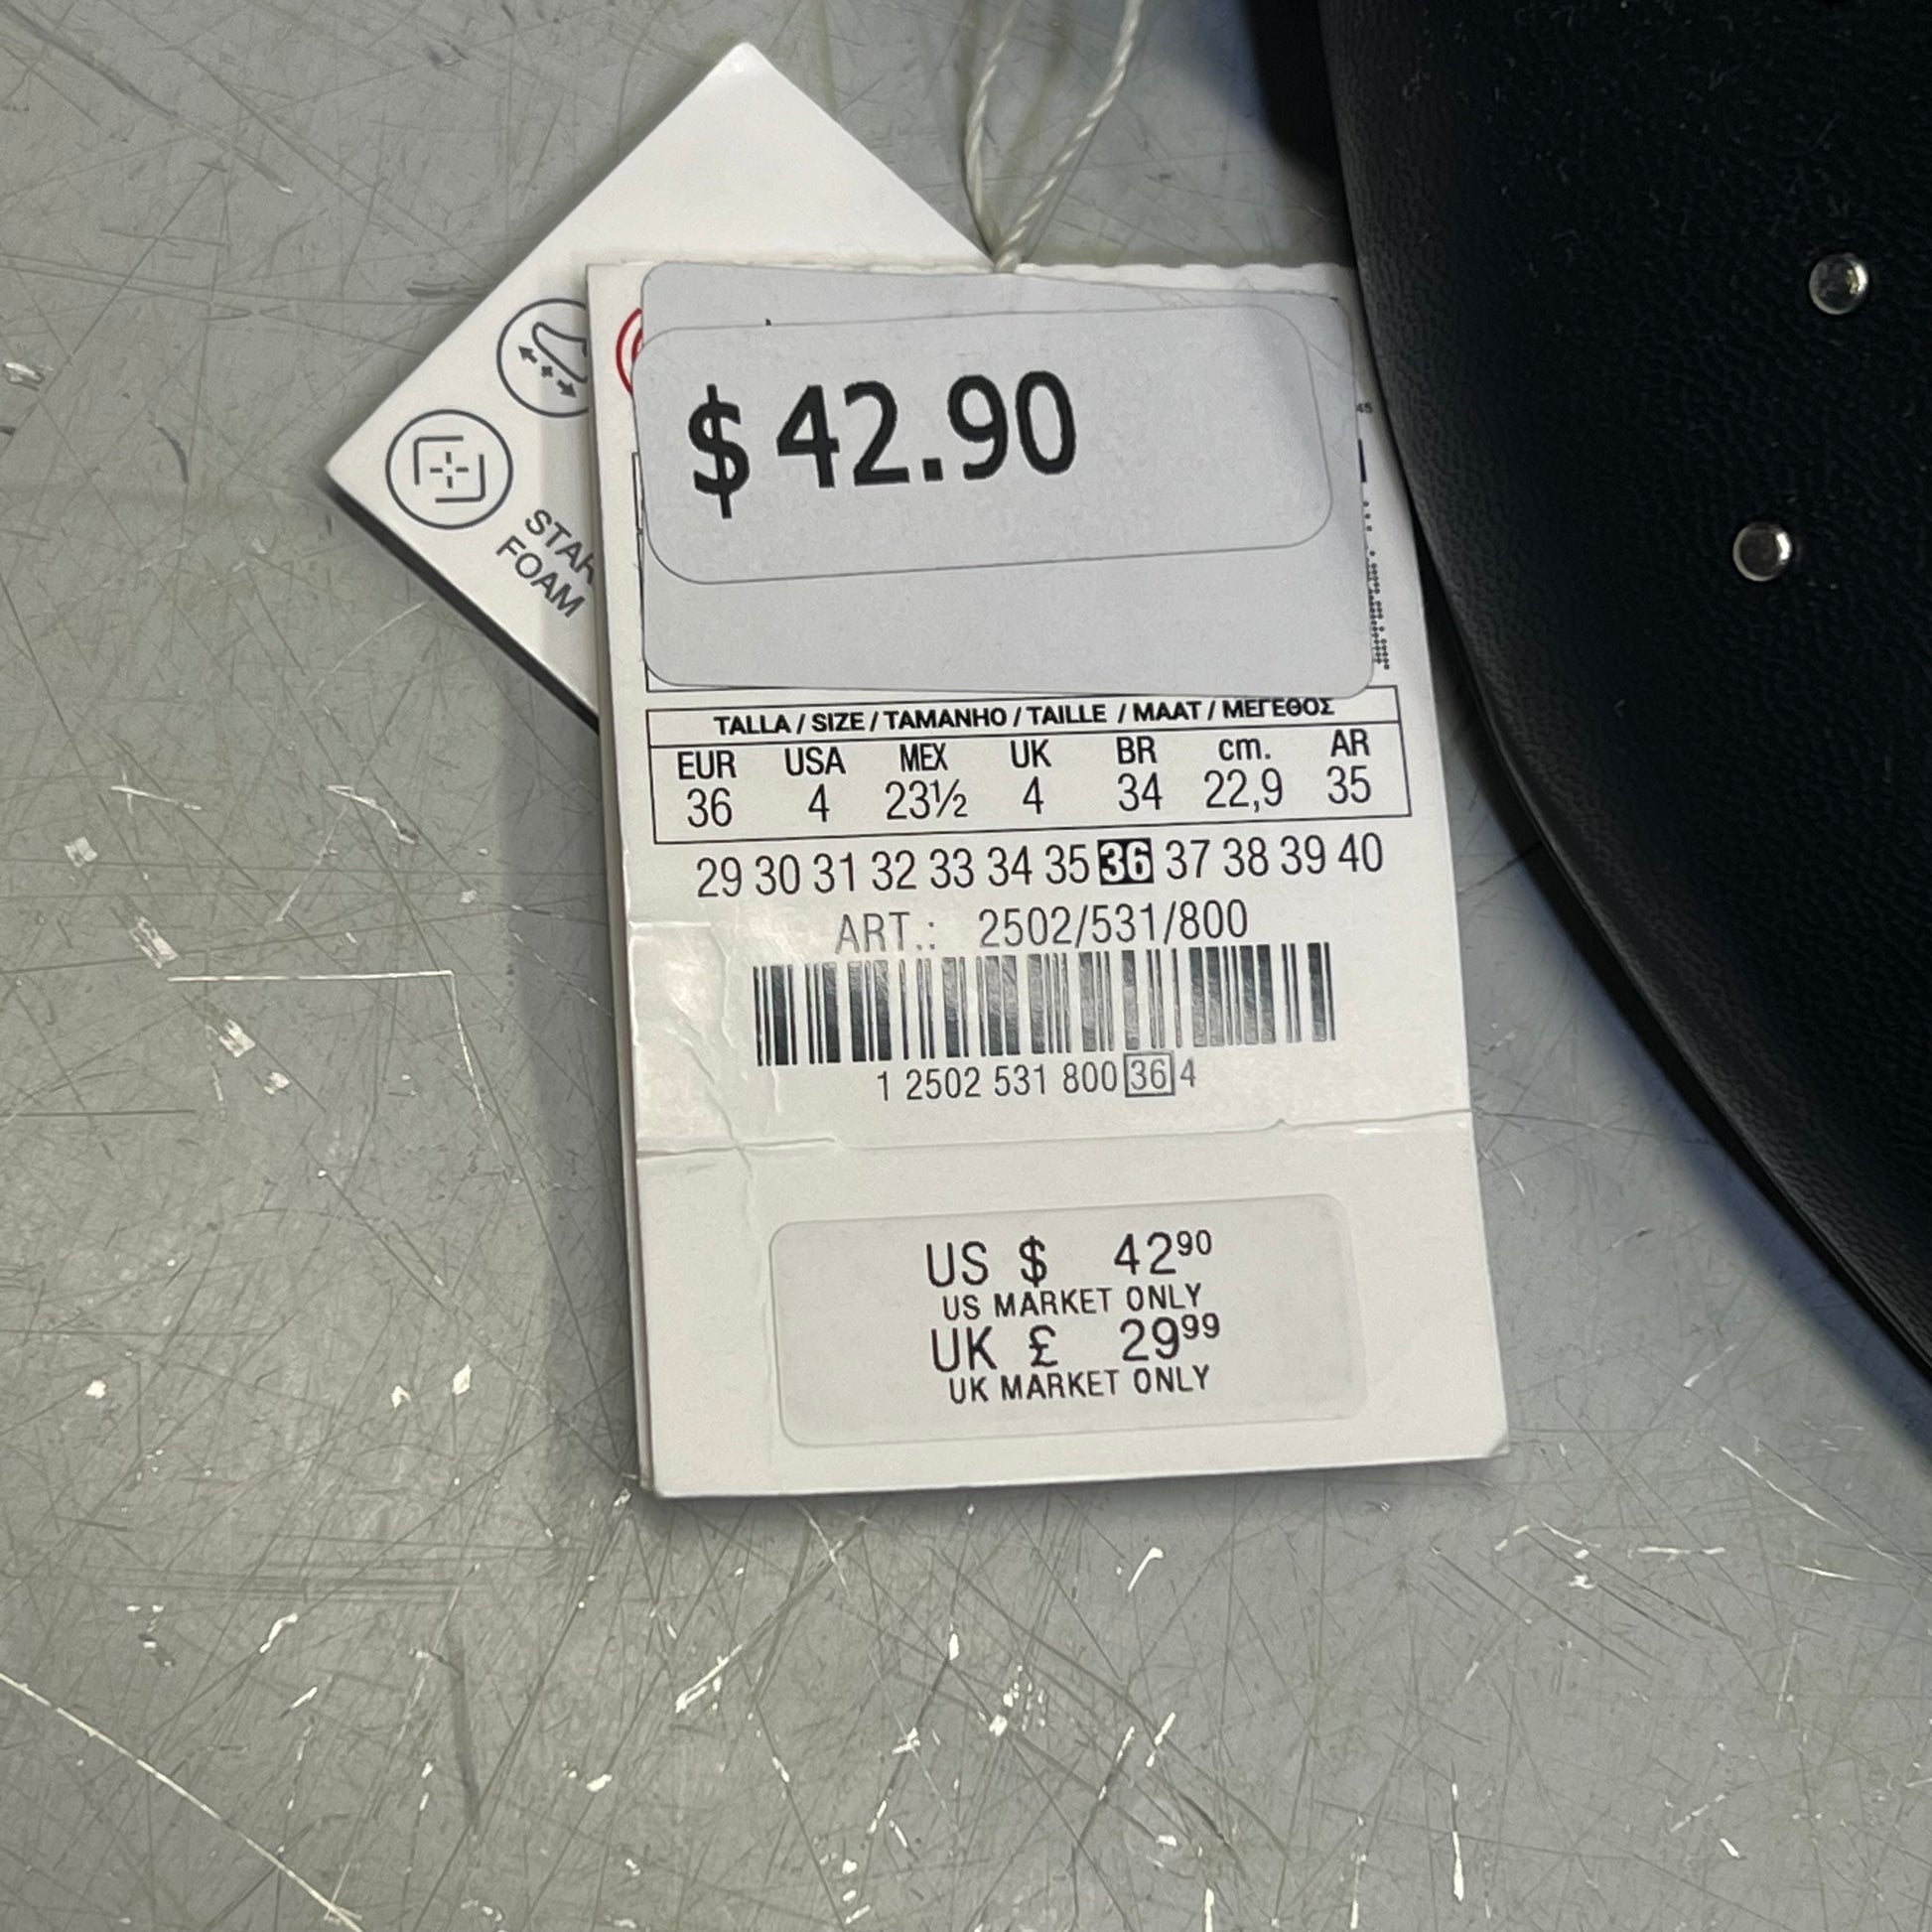 $ 42.90
45
STAR
FOAM
TALLA / SIZE / TAMANHO / TAILLE / MAAT / ΜΕΓΕΘΟΣ
EUR USA MEX UK BR cm. AR
36 4 23½ 4 34 22,9 35
29 30 31 32 33 34 35 36 37 38 39 40
ART.: 2502/531/800
1 2502 531 800 36 4
US $ 42⁹⁰
US MARKET ONLY
UK £ 29⁹⁹
UK MARKET ONLY